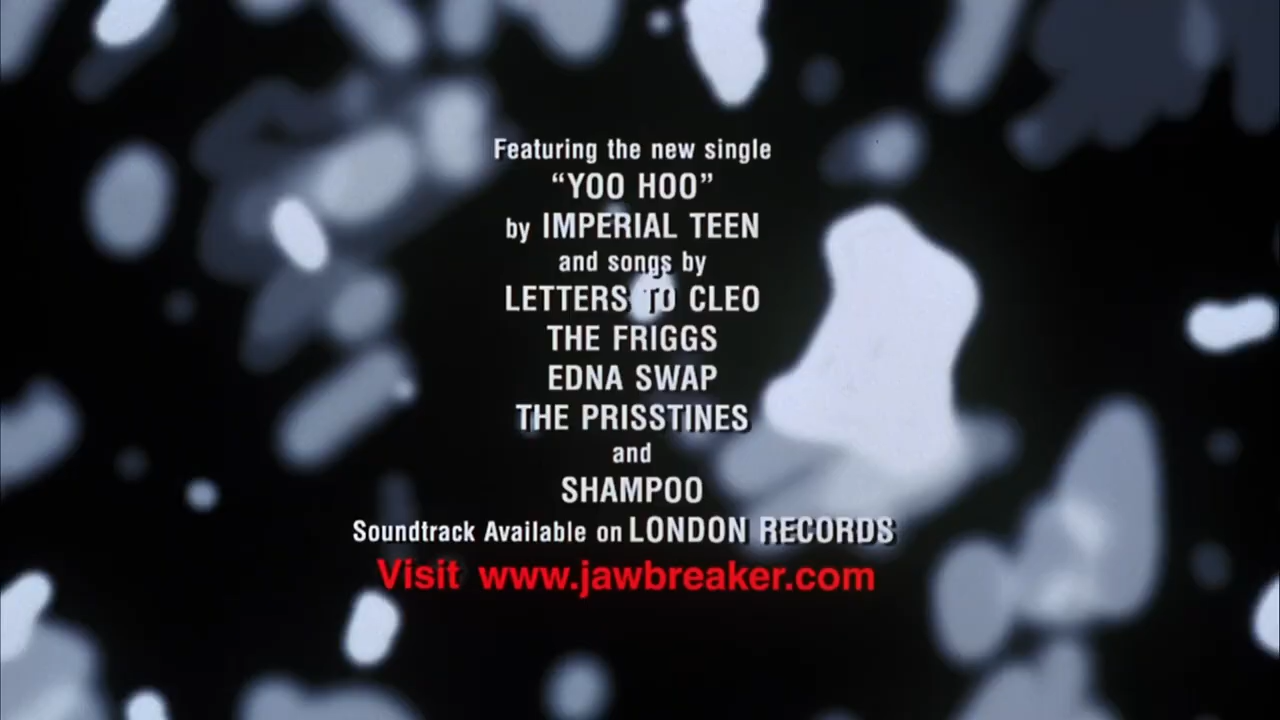 Featuring the new single
“YOO HOO”
by IMPERIAL TEEN
and songs by
LETTERS TO CLEO
THE FRIGGS
EDNA SWAP
THE PRISSTINES
and
SHAMPOO
Soundtrack Available on LONDON RECORDS
Visit www.jawbreaker.com